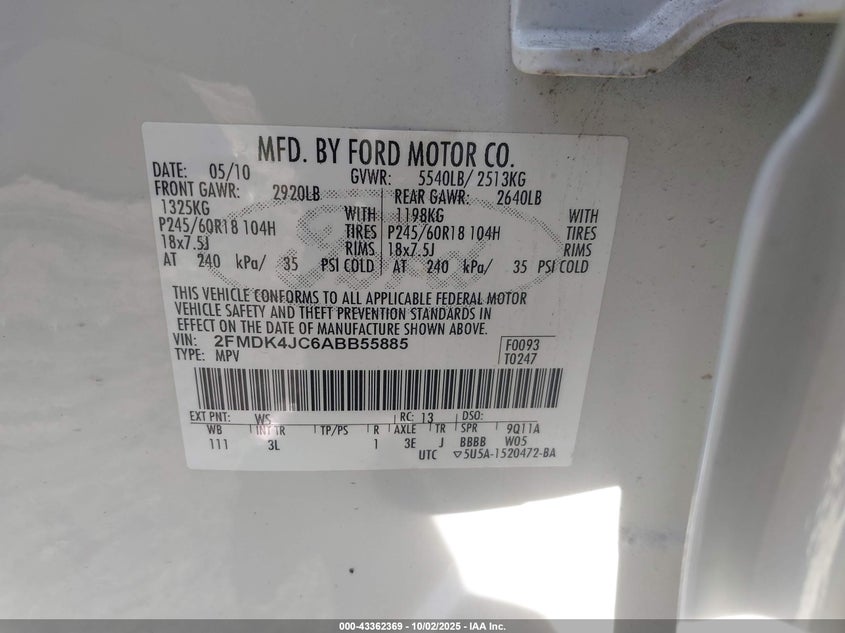 MFD. BY FORD MOTOR CO.
DATE: 05/10 GVWR: 5540LB/ 2513KG
FRONT GAWR: 2920LB REAR GAWR: 2640LB
1325KG WITH 1198KG WITH
P245/60R18 104H TIRES P245/60R18 104H TIRES
18x7.5J RIMS 18x7.5J RIMS
AT 240 kPa/ 35 PSI COLD AT 240 kPa/ 35 PSI COLD
THIS VEHICLE CONFORMS TO ALL APPLICABLE FEDERAL MOTOR
VEHICLE SAFETY AND THEFT PREVENTION STANDARDS IN
EFFECT ON THE DATE OF MANUFACTURE SHOWN ABOVE.
VIN: 2FMDK4JC6ABB55885 F0093
TYPE: MPV T0247
EXT PNT: WS RC: 13 DSO:
WB INT TR TP/PS R AXLE TR SPR 9Q11A
111 3L 1 3E J BBBB W05
UTC ▽5U5A-1520472-BA
000-43362369 - 10/02/2025 - IAA Inc.